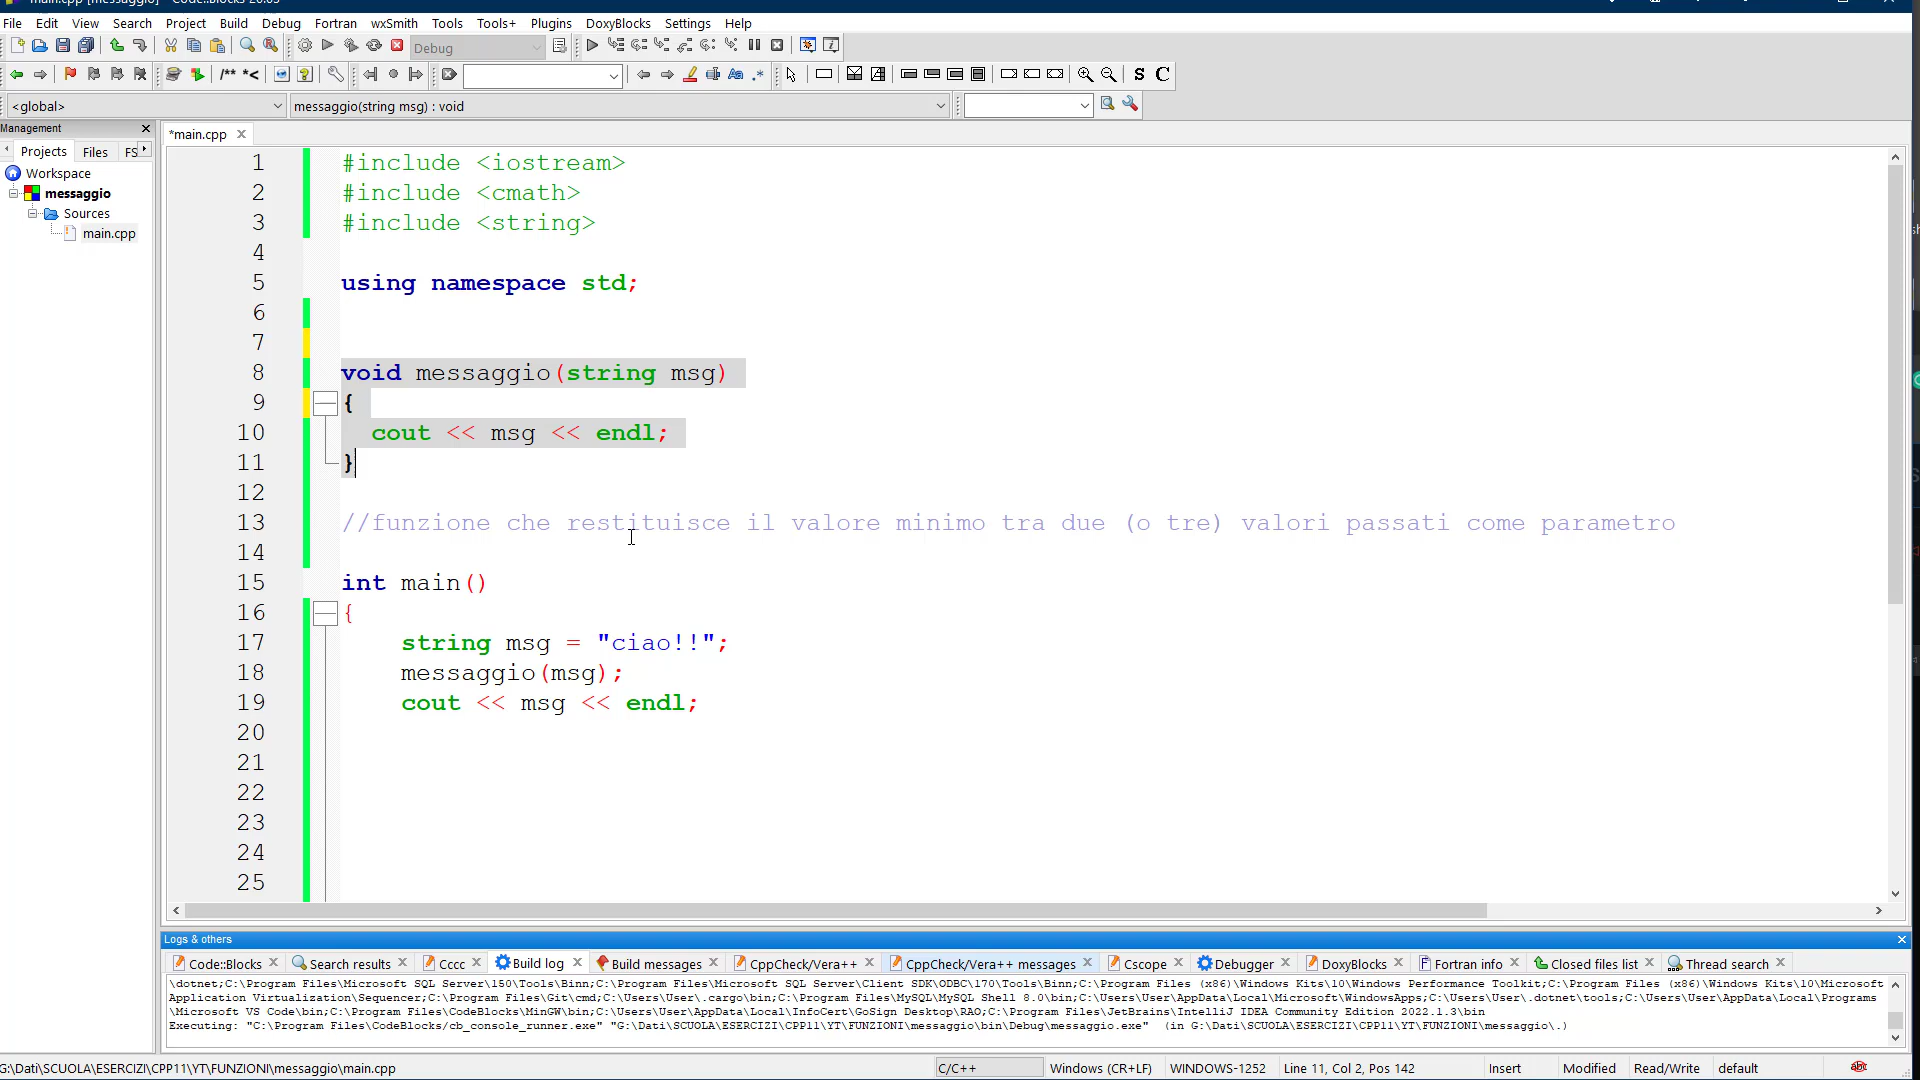 main.cpp [messaggio] - Code::Blocks 20.03
File Edit View Search Project Build Debug Fortran wxSmith Tools Tools+ Plugins DoxyBlocks Settings Help
Debug
/** *< Aa .* S C
<global> messaggio(string msg) : void
Management
*main.cpp
Projects Files FS
Workspace
messaggio
Sources
main.cpp
1 #include <iostream>
2 #include <cmath>
3 #include <string>
4
5 using namespace std;
6
7
8 void messaggio(string msg)
9 {
10 cout << msg << endl;
11 }
12
13 //funzione che restituisce il valore minimo tra due (o tre) valori passati come parametro
14
15 int main()
16 {
17 string msg = "ciao!!";
18 messaggio(msg);
19 cout << msg << endl;
20
21
22
23
24
25
Logs & others
Code::Blocks Search results Cccc Build log Build messages CppCheck/Vera++ CppCheck/Vera++ messages Cscope Debugger DoxyBlocks Fortran info Closed files list Thread search
\dotnet;C:\Program Files\Microsoft SQL Server\150\Tools\Binn;C:\Program Files\Microsoft SQL Server\Client SDK\ODBC\170\Tools\Binn;C:\Program Files (x86)\Windows Kits\10\Windows Performance Toolkit;C:\Program Files (x86)\Microsoft
Application Virtualization\Sequencer;C:\Program Files\Git\cmd;C:\Users\User\.cargo\bin;C:\Program Files\MySQL\MySQL Shell 8.0\bin;C:\Users\User\AppData\Local\Microsoft\WindowsApps;C:\Users\User\.dotnet\tools;C:\Users\User\AppData\Local\Programs
\Microsoft VS Code\bin;C:\Program Files\CodeBlocks\MinGW\bin;C:\Users\User\AppData\Local\InfoCert\GoSign Desktop\RAO;C:\Program Files\JetBrains\IntelliJ IDEA Community Edition 2022.1.3\bin
Executing: "C:\Program Files\CodeBlocks/cb_console_runner.exe" "G:\Dati\SCUOLA\ESERCIZI\CPP11\YT\FUNZIONI\messaggio\bin\Debug\messaggio.exe" (in G:\Dati\SCUOLA\ESERCIZI\CPP11\YT\FUNZIONI\messaggio\.)
G:\Dati\SCUOLA\ESERCIZI\CPP11\YT\FUNZIONI\messaggio\main.cpp C/C++ Windows (CR+LF) WINDOWS-1252 Line 11, Col 2, Pos 142 Insert Modified Read/Write default abc